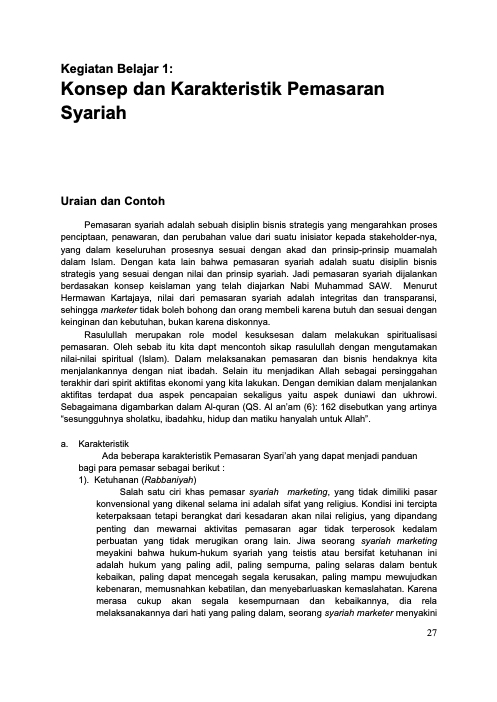 Kegiatan Belajar 1:
Konsep dan Karakteristik Pemasaran
Syariah
Uraian dan Contoh
Pemasaran syariah adalah sebuah disiplin bisnis strategis yang mengarahkan proses
penciptaan, penawaran, dan perubahan value dari suatu inisiator kepada stakeholder-nya,
yang dalam keseluruhan prosesnya sesuai dengan akad dan prinsip-prinsip muamalah
dalam Islam. Dengan kata lain bahwa pemasaran syariah adalah suatu disiplin bisnis
strategis yang sesuai dengan nilai dan prinsip syariah. Jadi pemasaran syariah dijalankan
berdasakan konsep keislaman yang telah diajarkan Nabi Muhammad SAW. Menurut
Hermawan Kartajaya, nilai dari pemasaran syariah adalah integritas dan transparansi,
sehingga marketer tidak boleh bohong dan orang membeli karena butuh dan sesuai dengan
keinginan dan kebutuhan, bukan karena diskonnya.
Rasulullah merupakan role model kesuksesan dalam melakukan spiritualisasi
pemasaran. Oleh sebab itu kita dapt mencontoh sikap rasulullah dengan mengutamakan
nilai-nilai spiritual (Islam). Dalam melaksanakan pemasaran dan bisnis hendaknya kita
menjalankannya dengan niat ibadah. Selain itu menjadikan Allah sebagai persinggahan
terakhir dari spirit aktifitas ekonomi yang kita lakukan. Dengan demikian dalam menjalankan
aktifitas terdapat dua aspek pencapaian sekaligus yaitu aspek duniawi dan ukhrowi.
Sebagaimana digambarkan dalam Al-quran (QS. Al an'am (6): 162 disebutkan yang artinya
“sesungguhnya sholatku, ibadahku, hidup dan matiku hanyalah untuk Allah”.
a. Karakteristik
Ada beberapa karakteristik Pemasaran Syari'ah yang dapat menjadi panduan
bagi para pemasar sebagai berikut :
1). Ketuhanan (Rabbaniyah)
Salah satu ciri khas pemasar syariah marketing, yang tidak dimiliki pasar
konvensional yang dikenal selama ini adalah sifat yang religius. Kondisi ini tercipta
keterpaksaan tetapi berangkat dari kesadaran akan nilai religius, yang dipandang
penting dan mewarnai aktivitas pemasaran agar tidak terperosok kedalam
perbuatan yang tidak merugikan orang lain. Jiwa seorang syariah marketing
meyakini bahwa hukum-hukum syariah yang teistis atau bersifat ketuhanan ini
adalah hukum yang paling adil, paling sempurna, paling selaras dalam bentuk
kebaikan, paling dapat mencegah segala kerusakan, paling mampu mewujudkan
kebenaran, memusnahkan kebatilan, dan menyebarluaskan kemaslahatan. Karena
merasa cukup akan segala kesempurnaan dan kebaikannya, dia rela
melaksanakannya dari hati yang paling dalam, seorang syariah marketer menyakini
27